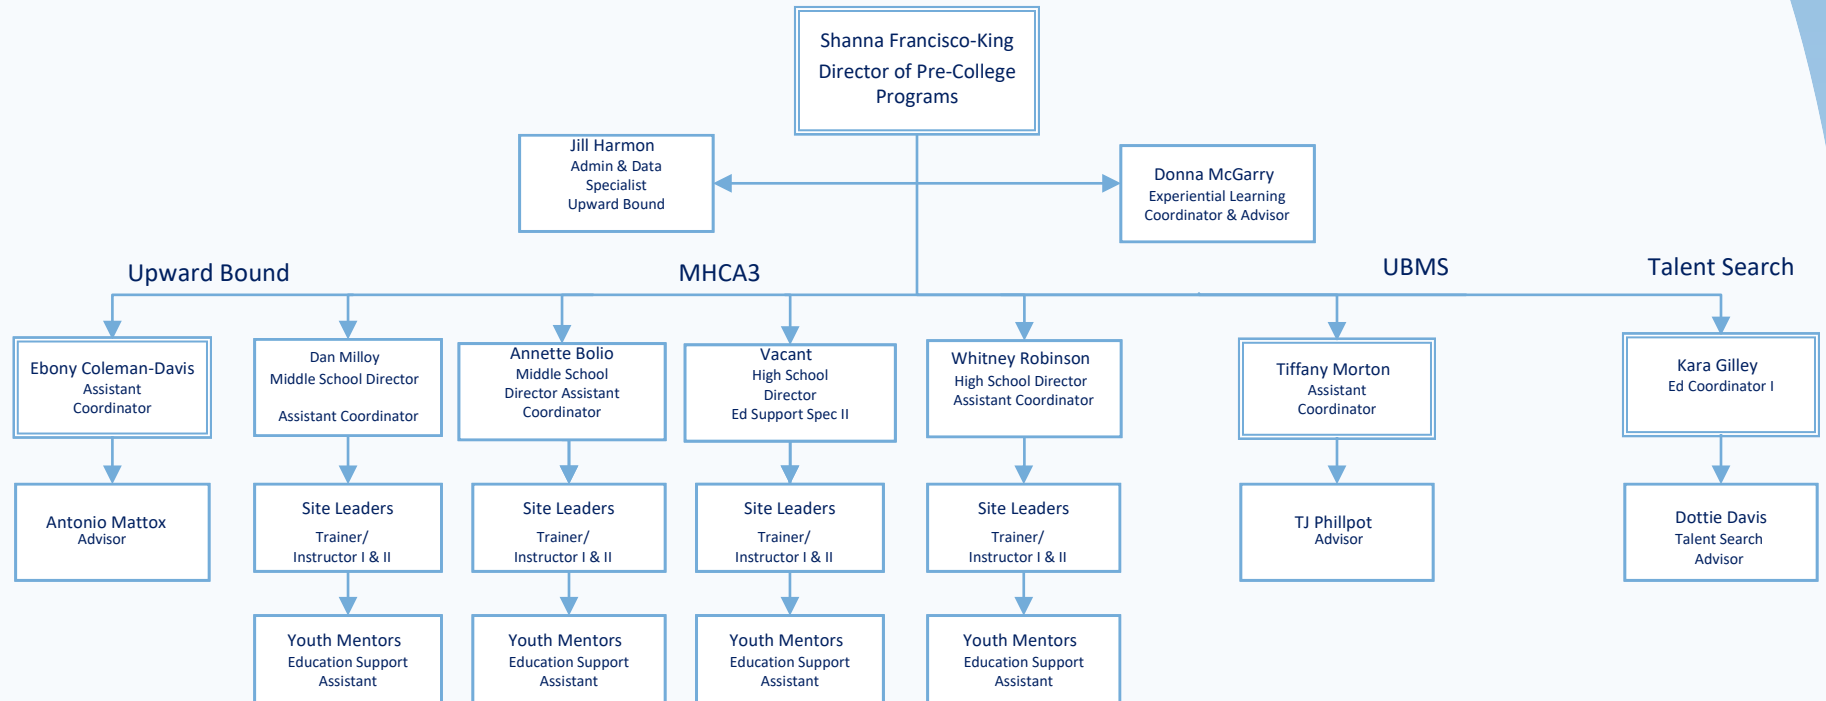 Shanna Francisco-King
Director of Pre-College
Programs
Jill Harmon
Admin & Data
Specialist
Upward Bound
Donna McGarry
Experiential Learning
Coordinator & Advisor
Upward Bound
MHCA3
UBMS
Talent Search
Ebony Coleman-Davis
Assistant
Coordinator
Dan Milloy
Middle School Director
Assistant Coordinator
Annette Bolio
Middle School
Director Assistant
Coordinator
Vacant
High School
Director
Ed Support Spec II
Whitney Robinson
High School Director
Assistant Coordinator
Tiffany Morton
Assistant
Coordinator
Kara Gilley
Ed Coordinator I
Antonio Mattox
Advisor
Site Leaders
Trainer/
Instructor I & II
Site Leaders
Trainer/
Instructor I & II
Site Leaders
Trainer/
Instructor I & II
Site Leaders
Trainer/
Instructor I & II
TJ Phillpot
Advisor
Dottie Davis
Talent Search
Advisor
Youth Mentors
Education Support
Assistant
Youth Mentors
Education Support
Assistant
Youth Mentors
Education Support
Assistant
Youth Mentors
Education Support
Assistant